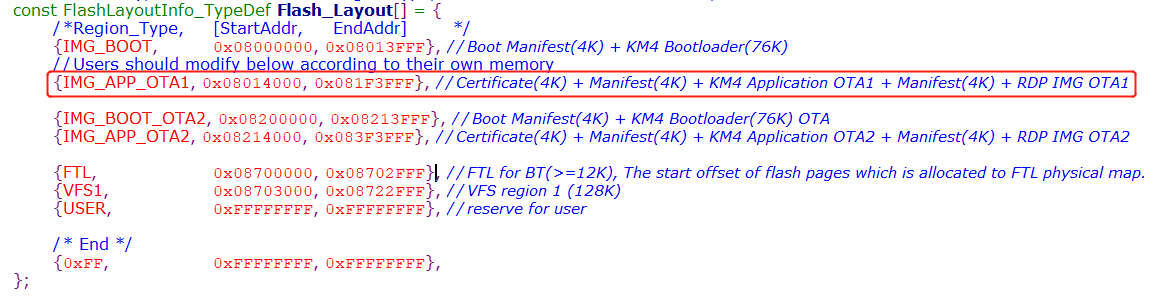 const FlashLayoutInfo_TypeDef Flash_Layout[] = {
/*Region_Type, [StartAddr, EndAddr] */
{IMG_BOOT, 0x08000000, 0x08013FFF}, //Boot Manifest(4K) + KM4 Bootloader(76K)
//Users should modify below according to their own memory
{IMG_APP_OTA1, 0x08014000, 0x081F3FFF}, //Certificate(4K) + Manifest(4K) + KM4 Application OTA1 + Manifest(4K) + RDP IMG OTA1
{IMG_BOOT_OTA2, 0x08200000, 0x08213FFF}, //Boot Manifest(4K) + KM4 Bootloader(76K) OTA
{IMG_APP_OTA2, 0x08214000, 0x083F3FFF}, //Certificate(4K) + Manifest(4K) + KM4 Application OTA2 + Manifest(4K) + RDP IMG OTA2
{FTL, 0x08700000, 0x08702FFF}, //FTL for BT(>=12K), The start offset of flash pages which is allocated to FTL physical map.
{VFS1, 0x08703000, 0x08722FFF}, //VFS region 1 (128K)
{USER, 0xFFFFFFFF, 0xFFFFFFFF}, //reserve for user
/* End */
{0xFF, 0xFFFFFFFF, 0xFFFFFFFF},
};